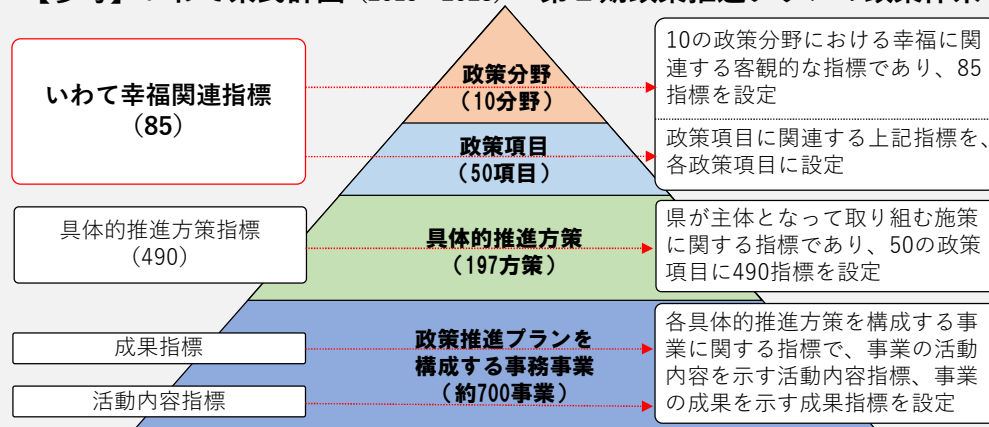 いわて幸福関連指標
（85）
政策分野
（10分野）
10の政策分野における幸福に関
連する客観的な指標であり、85
指標を設定
政策項目
（50項目）
政策項目に関連する上記指標を、
各政策項目に設定
具体的推進方策指標
（490）
具体的推進方策
（197方策）
県が主体となって取り組む施策
に関する指標であり、50の政策
項目に490指標を設定
成果指標
活動内容指標
政策推進プランを
構成する事務事業
（約700事業）
各具体的推進方策を構成する事
業に関する指標で、事業の活動
内容を示す活動内容指標、事業
の成果を示す成果指標を設定